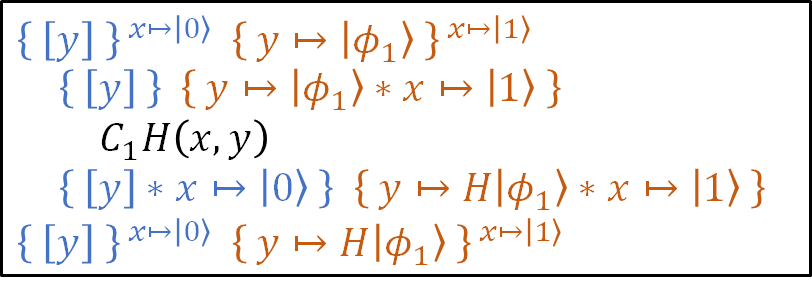 { [y] }^{x↦|0⟩} { y ↦ |ϕ₁⟩ }^{x↦|1⟩}
{ [y] } { y ↦ |ϕ₁⟩ ∗ x ↦ |1⟩ }
C₁H(x, y)
{ [y] ∗ x ↦ |0⟩ } { y ↦ H|ϕ₁⟩ ∗ x ↦ |1⟩ }
{ [y] }^{x↦|0⟩} { y ↦ H|ϕ₁⟩ }^{x↦|1⟩}